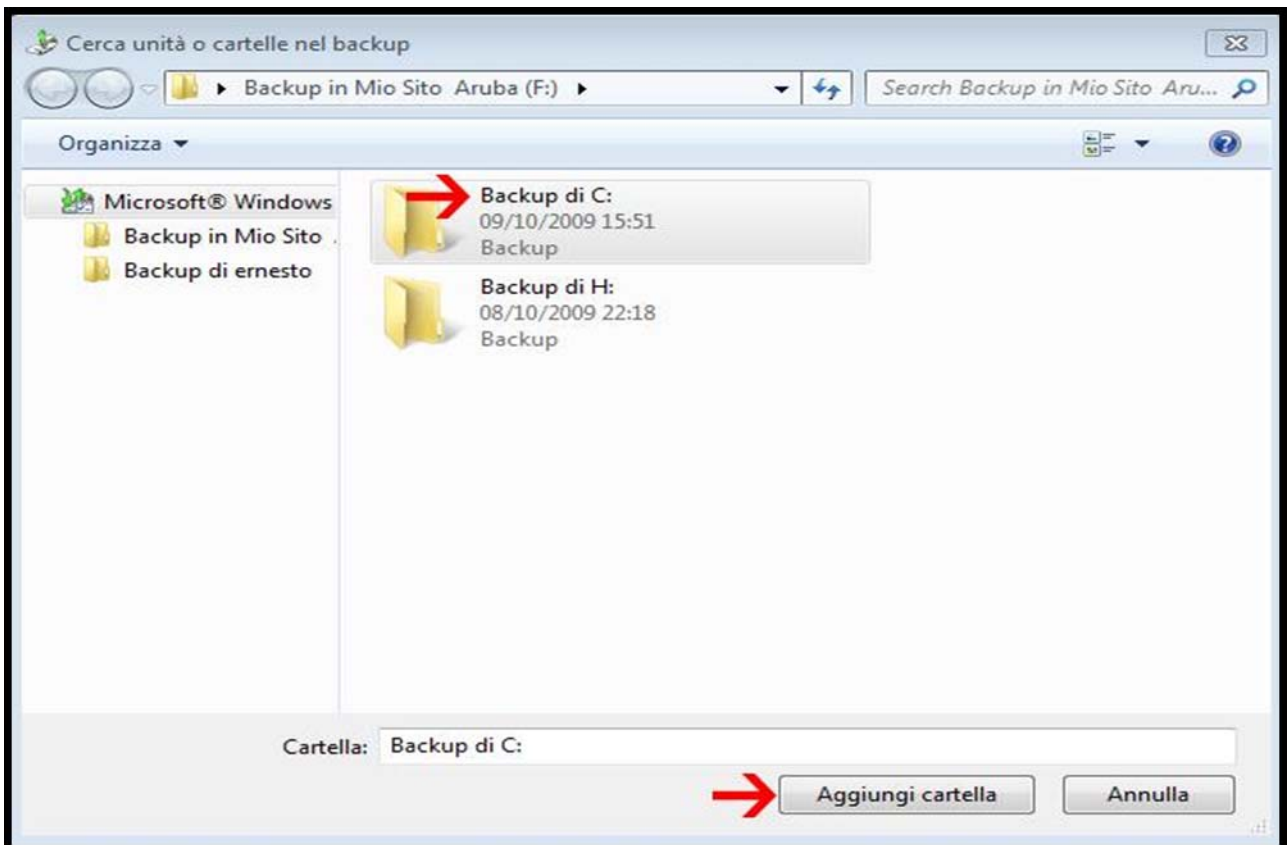 Cerca unità o cartelle nel backup
Backup in Mio Sito Aruba (F:)
Search Backup in Mio Sito Aru...
Organizza
Microsoft® Windows
Backup in Mio Sito .
Backup di ernesto
Backup di C:
09/10/2009 15:51
Backup
Backup di H:
08/10/2009 22:18
Backup
Cartella: Backup di C:
Aggiungi cartella
Annulla